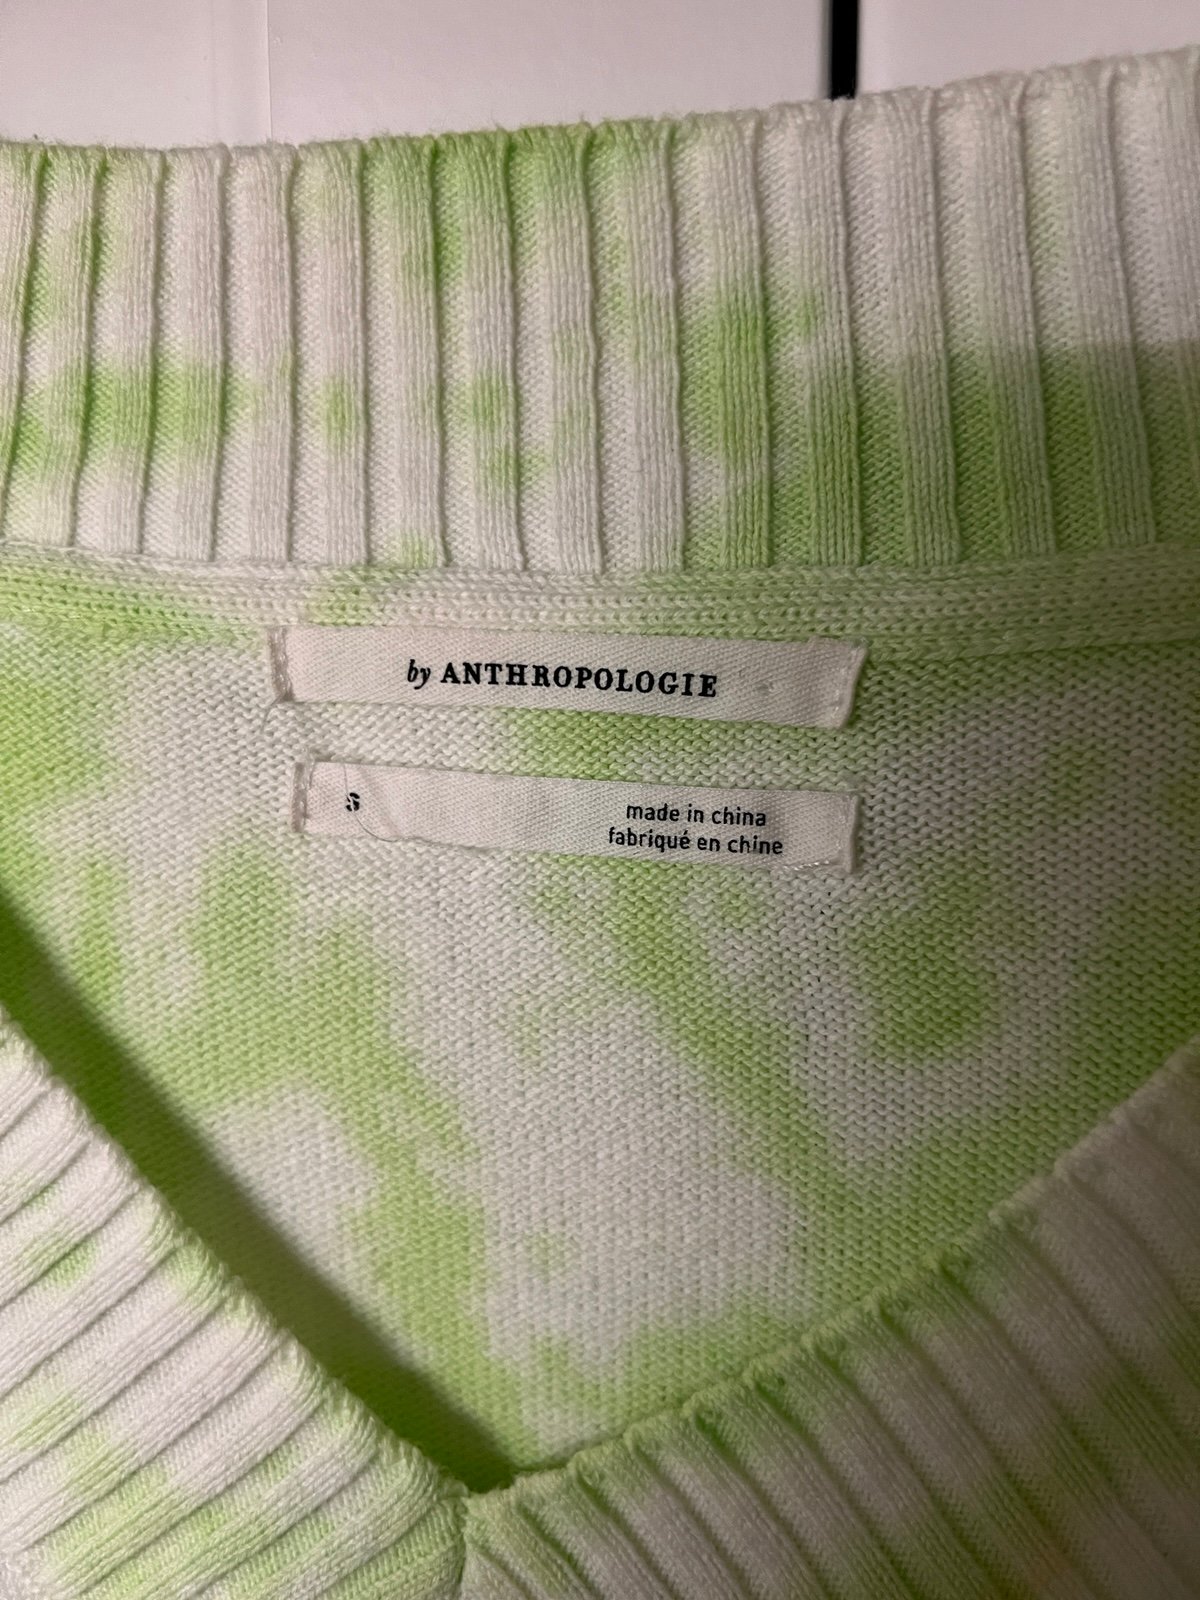 by ANTHROPOLOGIE
S
made in china
fabriqué en chine